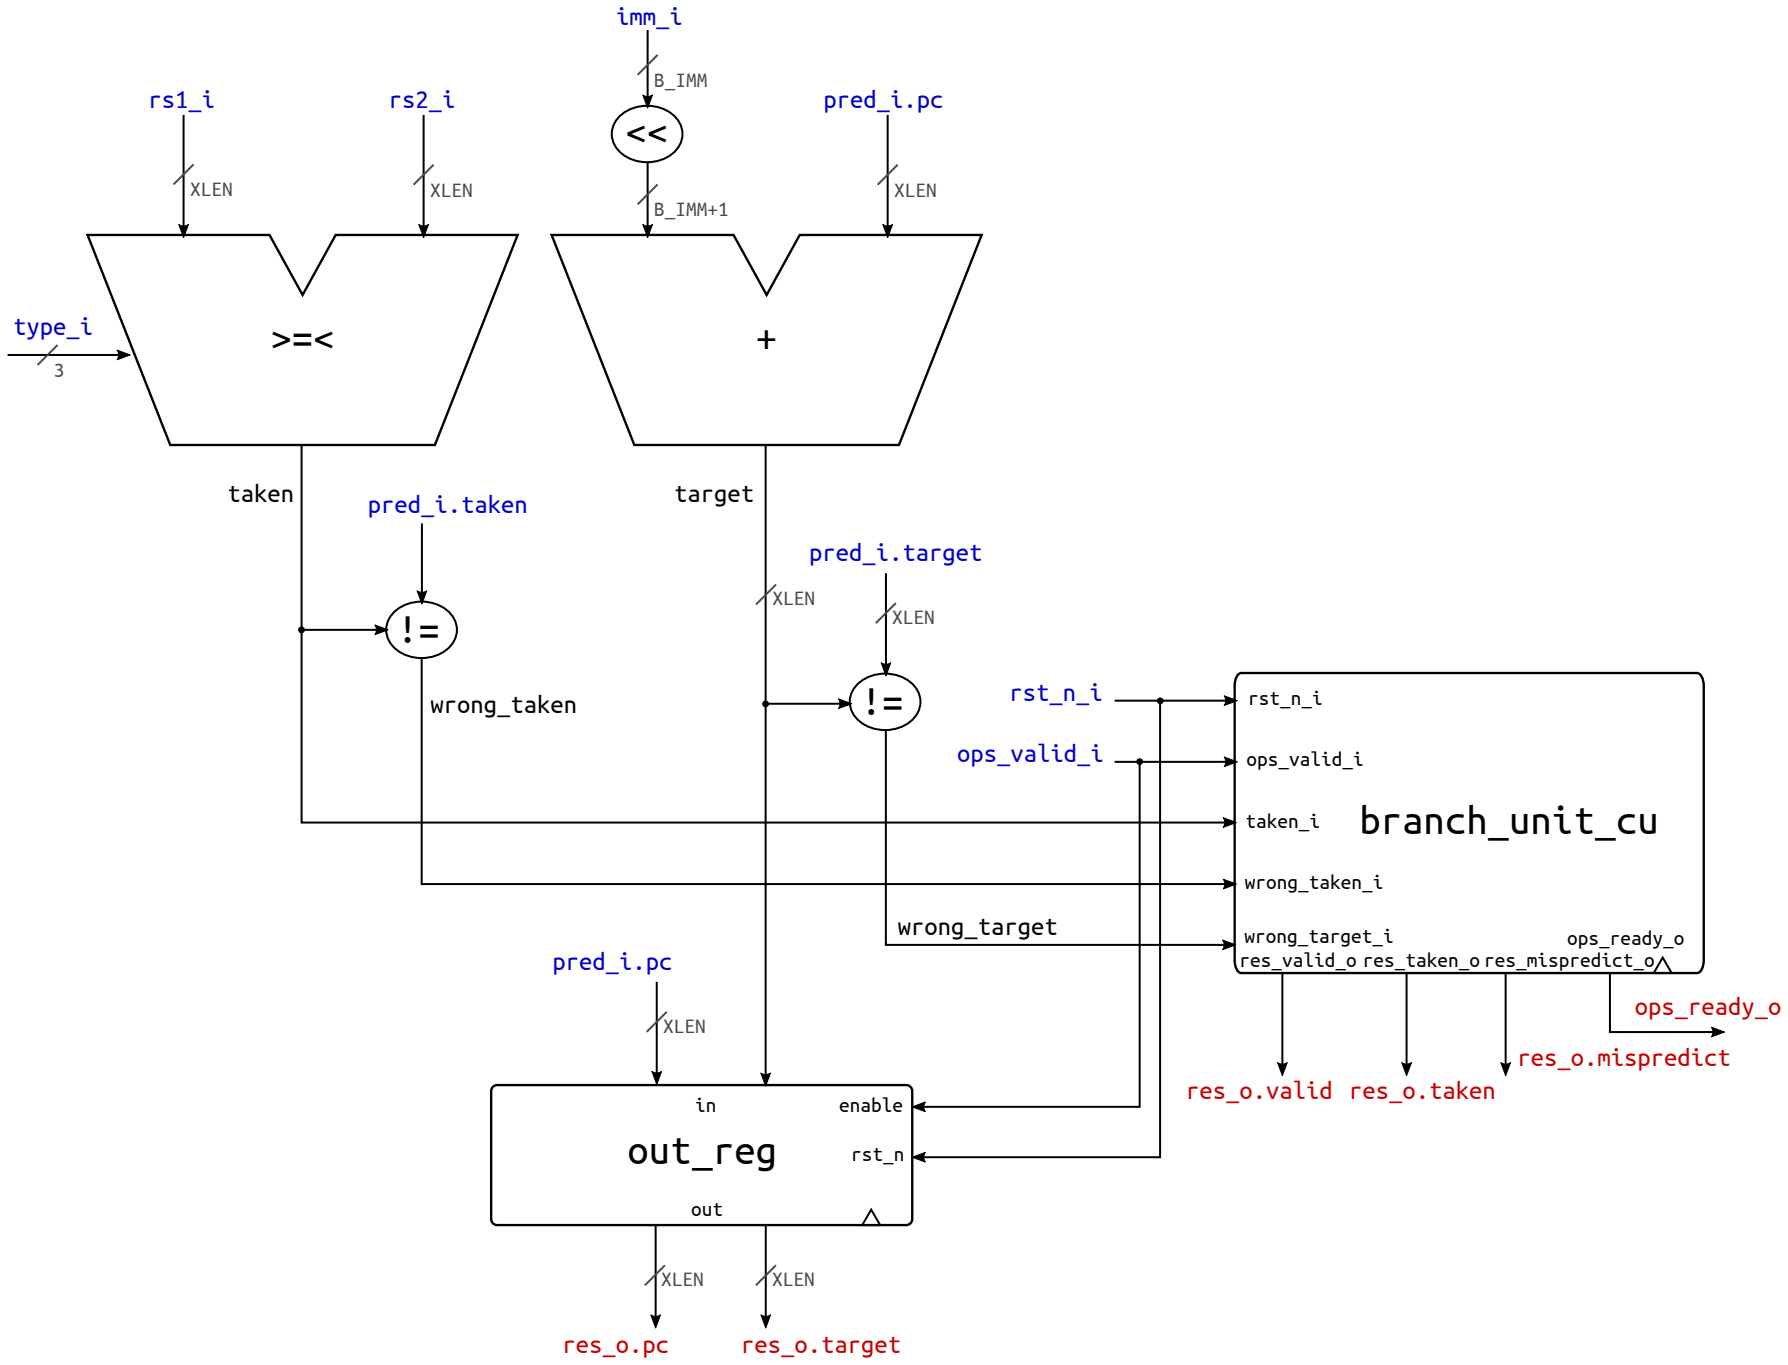 imm_i
B_IMM
rs1_i
rs2_i
<<
pred_i.pc
XLEN
XLEN
B_IMM+1
XLEN
type_i
3
>=<
+
taken
target
pred_i.taken
pred_i.target
XLEN
XLEN
!=
!=
wrong_taken
rst_n_i
rst_n_i
ops_valid_i
ops_valid_i
taken_i
branch_unit_cu
wrong_taken_i
wrong_target
wrong_target_i
ops_ready_o
res_valid_o res_taken_o res_mispredict_o
pred_i.pc
XLEN
ops_ready_o
res_o.mispredict
res_o.valid
res_o.taken
in
enable
out_reg
rst_n
out
XLEN
XLEN
res_o.pc
res_o.target